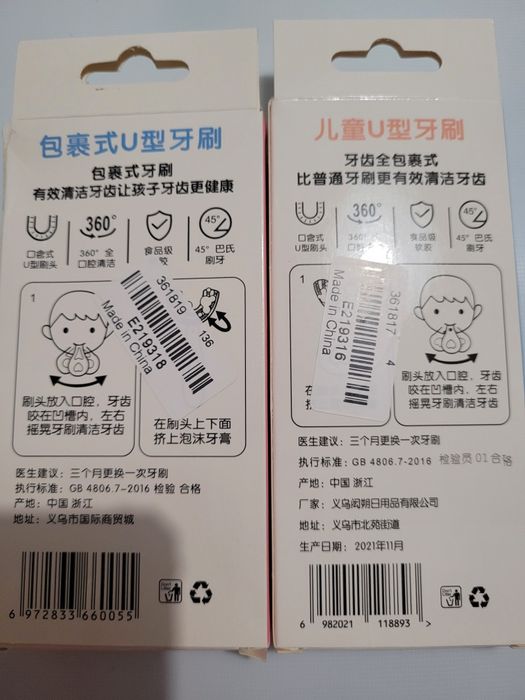 包裹式U型牙刷
包裹式牙刷
有效清洁牙齿让孩子牙齿更健康
360°
45°
口含式
U型刷头
360° 全
口腔清洁
食品级
软胶
45° 巴氏
刷牙
1
刷头放入口腔，牙齿
咬在凹槽内，左右
摇晃牙刷清洁牙齿
361819
136
E219318
Made in China
在刷头上下面
挤上泡沫牙膏
医生建议：三个月更换一次牙刷
执行标准：GB 4806.7-2016 检验 合格
产地：中国 浙江
地址：义乌市国际商贸城
6 972833 660055
儿童U型牙刷
牙齿全包裹式
比普通牙刷更有效清洁牙齿
360°
45°
口含式
U型刷头
360° 全
口腔清洁
食品级
软胶
45° 巴氏
刷牙
1
361817
4
E219316
Made in China
刷头放入口腔，牙齿
咬在凹槽内，左右
摇晃牙刷清洁牙齿
医生建议：三个月更换一次牙刷
执行标准：GB 4806.7-2016 检验员 01 合格
产地：中国 浙江
厂家：义乌闳朔日用品有限公司
地址：义乌市北苑街道
生产日期：2021年11月
6 982021 118893 >